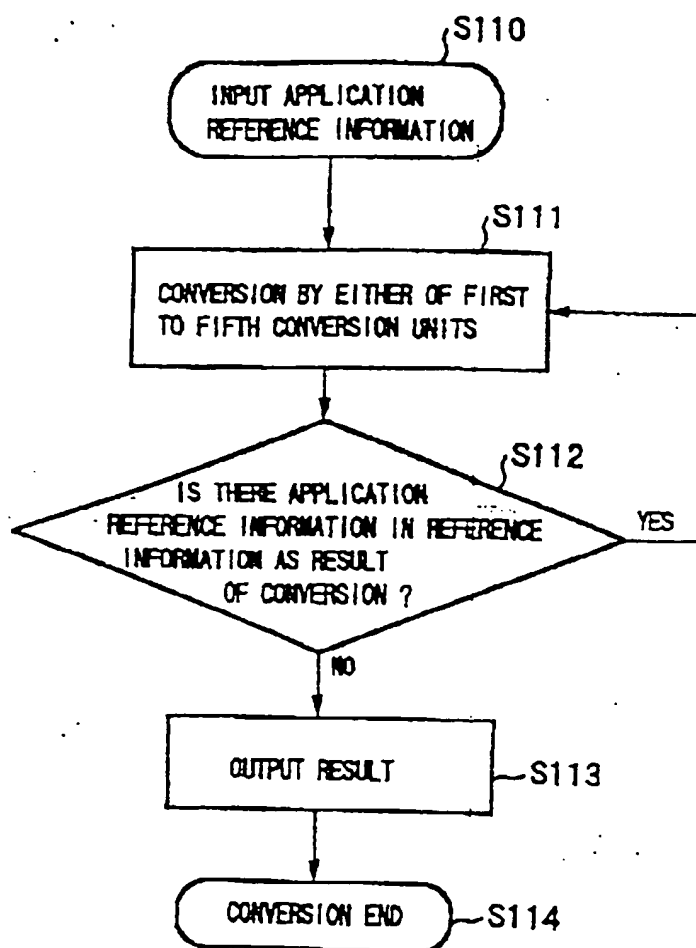 S110
INPUT APPLICATION
REFERENCE INFORMATION
S111
CONVERSION BY EITHER OF FIRST
TO FIFTH CONVERSION UNITS
S112
IS THERE APPLICATION
REFERENCE INFORMATION IN REFERENCE
INFORMATION AS RESULT
OF CONVERSION ?
YES
NO
OUTPUT RESULT
S113
CONVERSION END
S114